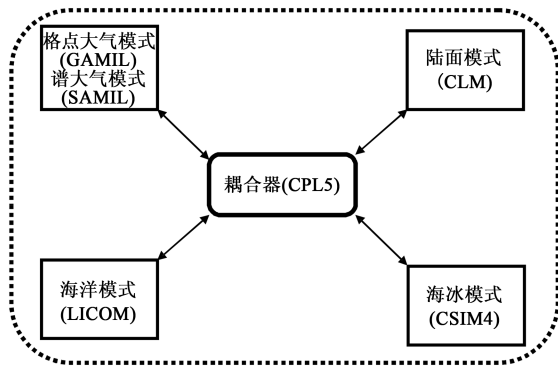 格点大气模式
(GAMIL)
谱大气模式
(SAMIL)
陆面模式
(CLM)
耦合器(CPL5)
海洋模式
(LICOM)
海冰模式
(CSIM4)